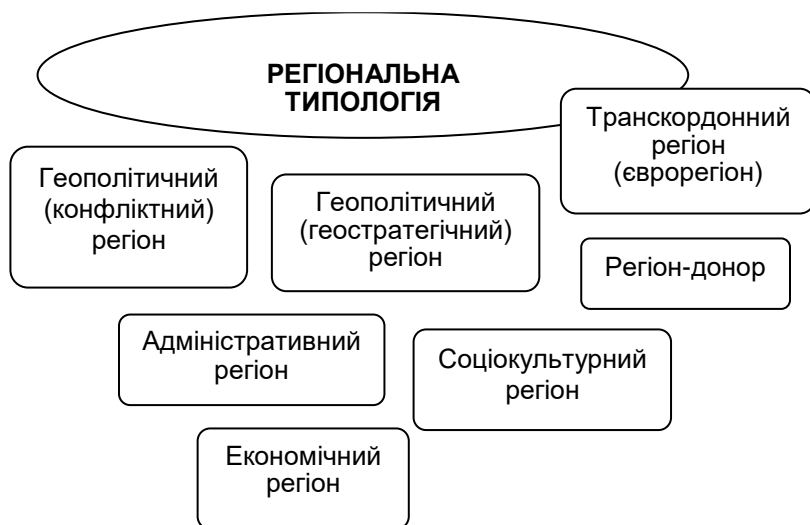 РЕГІОНАЛЬНА
ТИПОЛОГІЯ
Транскордонний
регіон
(єврорегіон)
Геополітичний
(конфліктний)
регіон
Геополітичний
(геостратегічний)
регіон
Регіон-донор
Адміністративний
регіон
Соціокультурний
регіон
Економічний
регіон